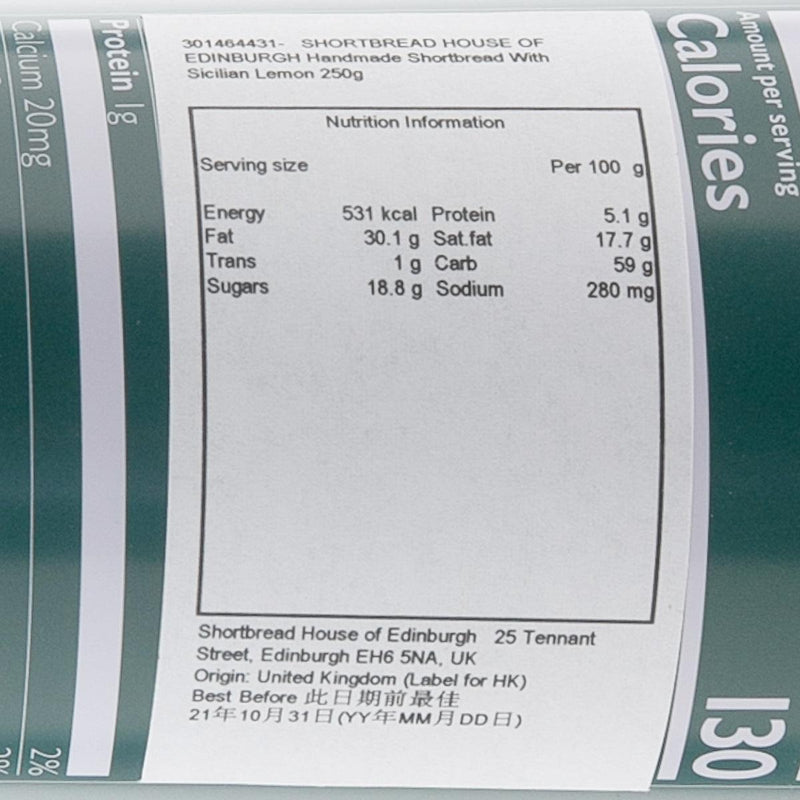 301464431- SHORTBREAD HOUSE OF
EDINBURGH Handmade Shortbread With
Sicilian Lemon 250g
Nutrition Information
Serving size Per 100 g
Energy 531 kcal Protein 5.1 g
Fat 30.1 g Sat.fat 17.7 g
Trans 1 g Carb 59 g
Sugars 18.8 g Sodium 280 mg
Shortbread House of Edinburgh 25 Tennant
Street, Edinburgh EH6 5NA, UK
Origin: United Kingdom (Label for HK)
Best Before 此日期前最佳
21年10月31日(YY年MM月DD日)
Amount per serving
Calories 130
Protein 1g
Calcium 20mg 2%